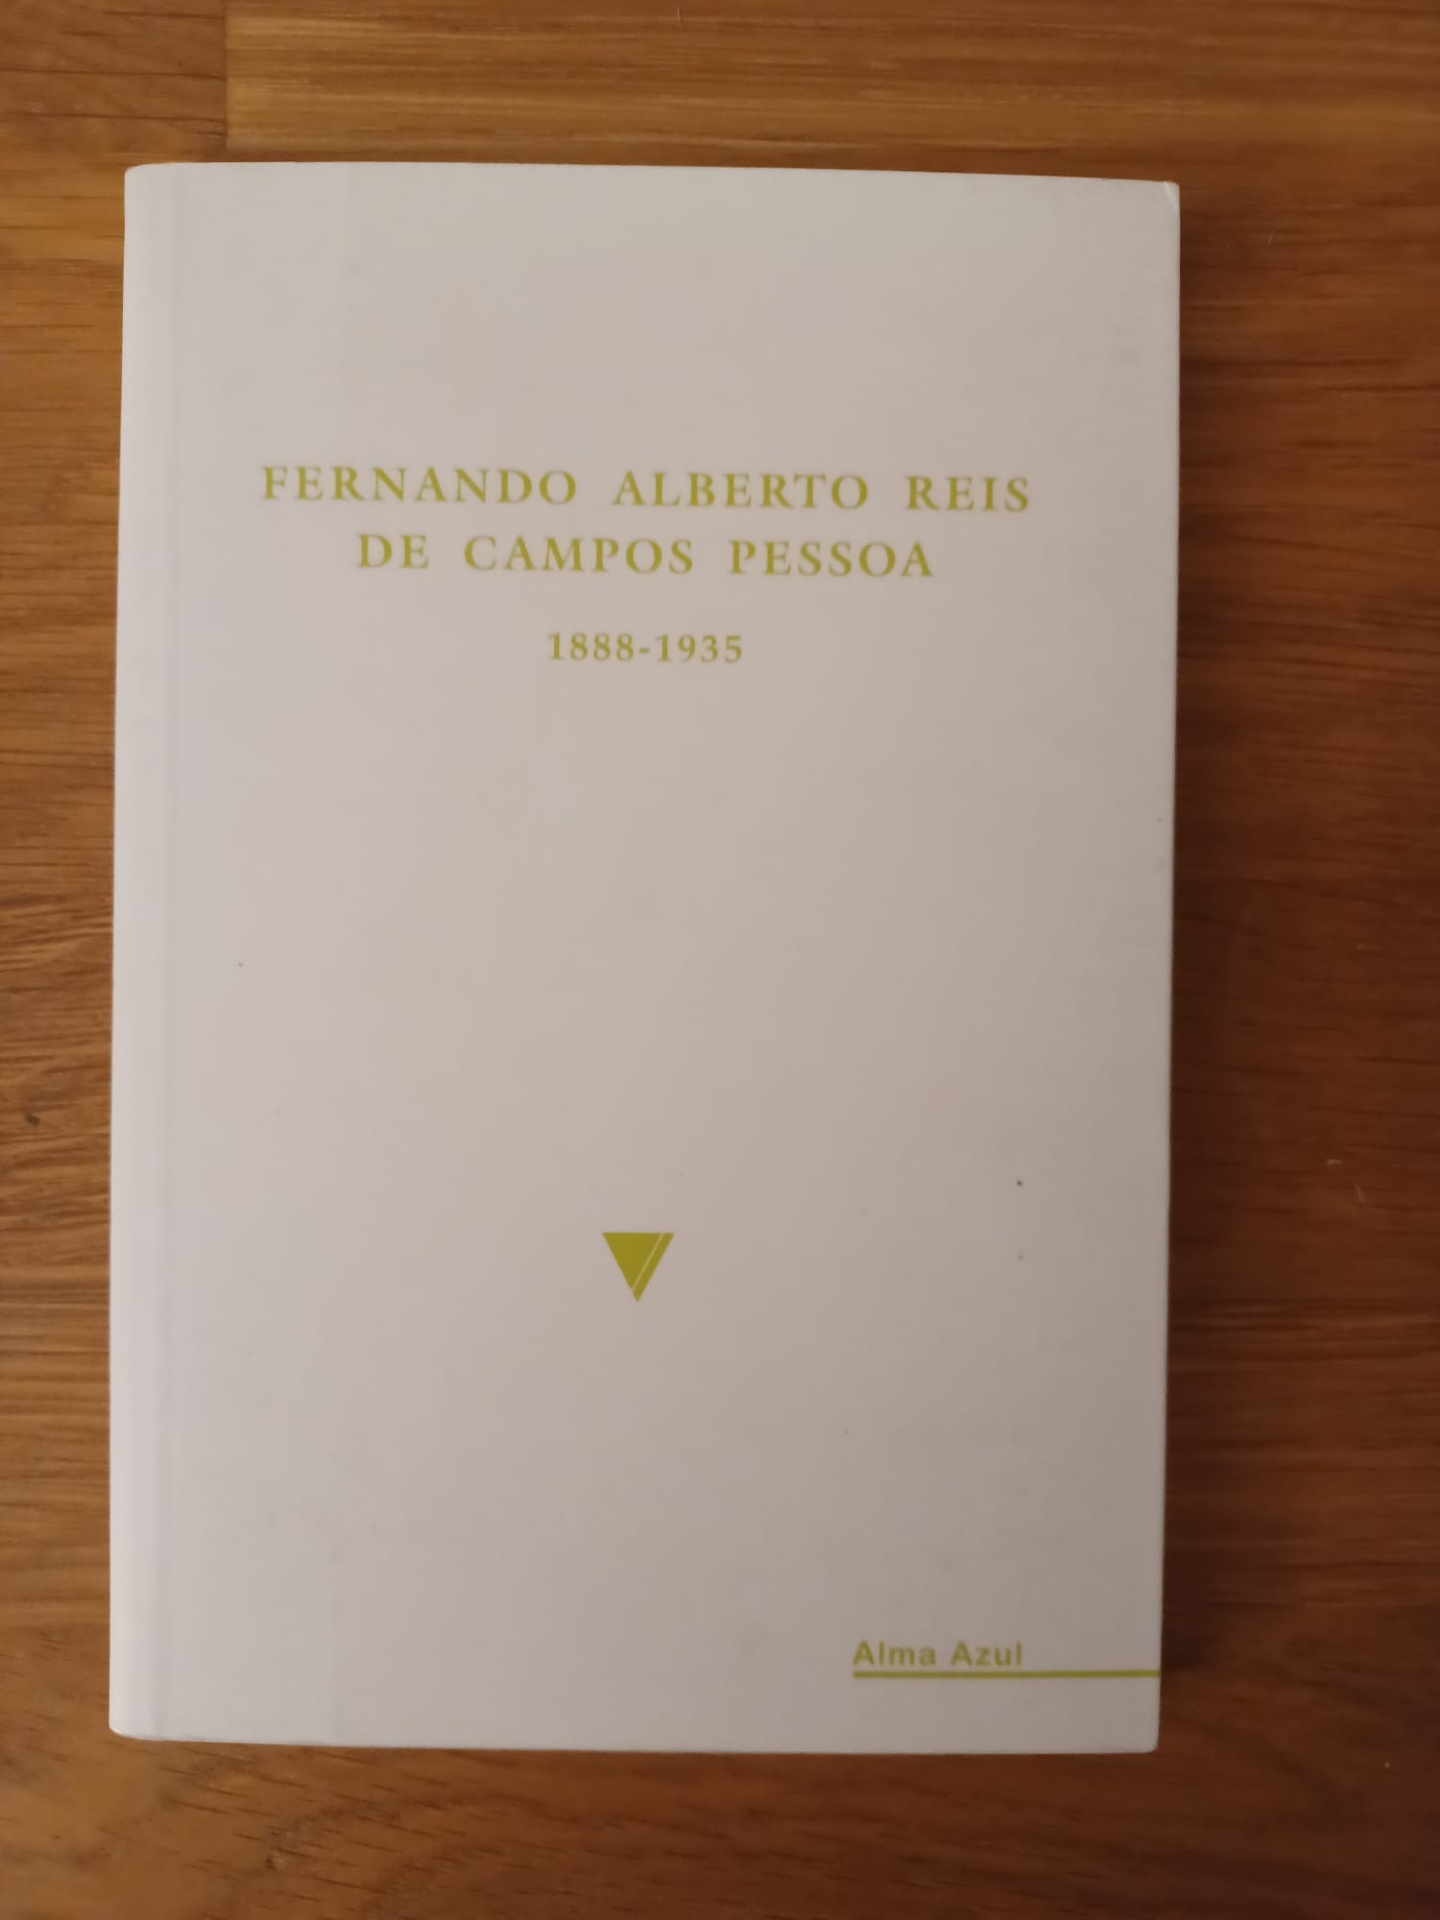 FERNANDO ALBERTO REIS
DE CAMPOS PESSOA
1888-1935
Alma Azul